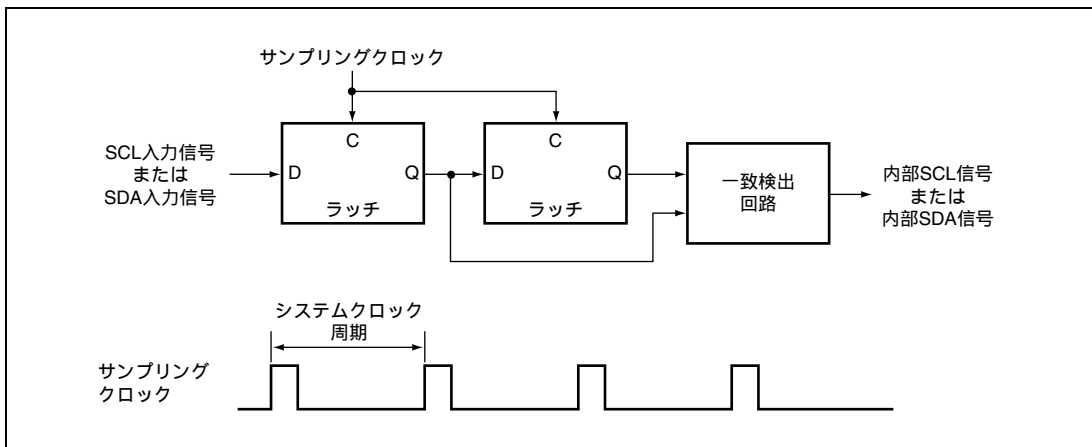 サンプリングクロック
SCL入力信号
または
SDA入力信号
C
D
Q
ラッチ
C
D
Q
ラッチ
一致検出
回路
内部SCL信号
または
内部SDA信号
システムクロック
周期
サンプリング
クロック